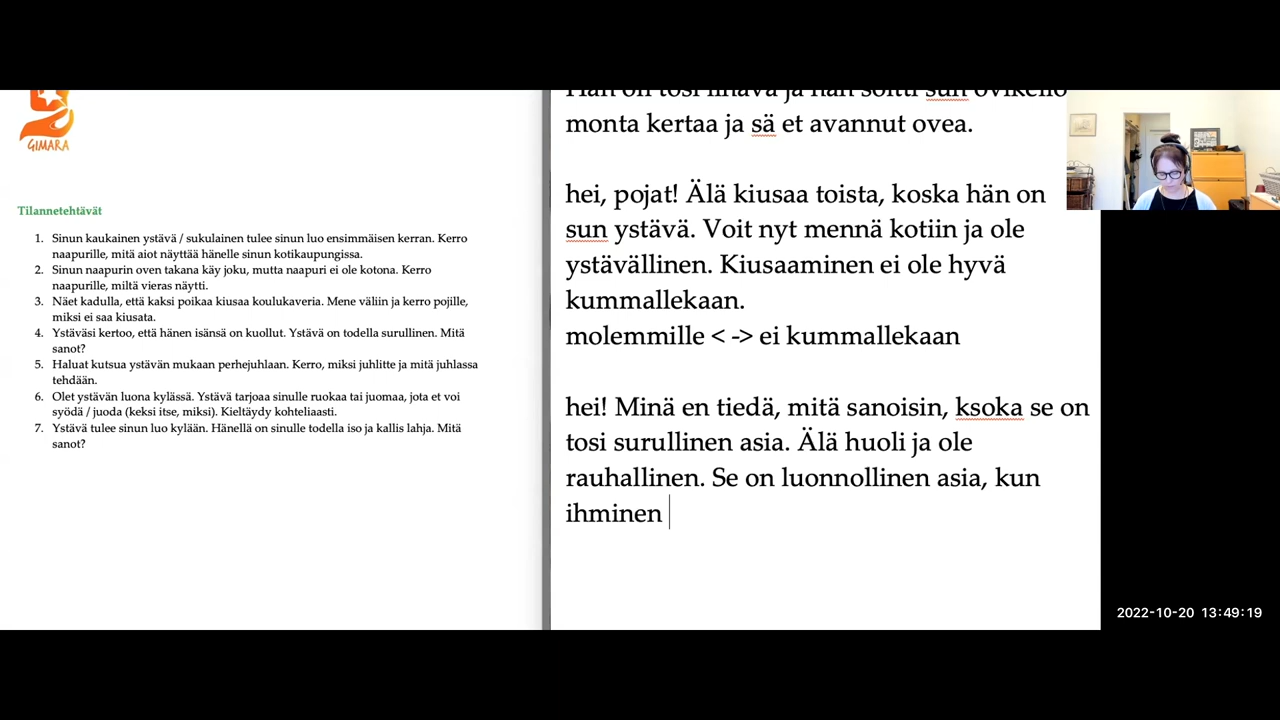 GIMARA
Tilannetehtävät
1. Sinun kaukainen ystävä / sukulainen tulee sinun luo ensimmäisen kerran. Kerro
naapurille, mitä aiot näyttää hänelle sinun kotikaupungissa.
2. Sinun naapurin oven takana käy joku, mutta naapuri ei ole kotona. Kerro
naapurille, miltä vieras näytti.
3. Näet kadulla, että kaksi poikaa kiusaa koulukaveria. Mene väliin ja kerro pojille,
miksi ei saa kiusata.
4. Ystäväsi kertoo, että hänen isänsä on kuollut. Ystävä on todella surullinen. Mitä
sanot?
5. Haluat kutsua ystävän mukaan perhejuhlaan. Kerro, miksi juhlitte ja mitä juhlassa
tehdään.
6. Olet ystävän luona kylässä. Ystävä tarjoaa sinulle ruokaa tai juomaa, jota et voi
syödä / juoda (keksi itse, miksi). Kieltäydy kohteliaasti.
7. Ystävä tulee sinun luo kylään. Hänellä on sinulle todella iso ja kallis lahja. Mitä
sanot?
Hän on tosi lihava ja hän soitti sun ovikello
monta kertaa ja sä et avannut ovea.
hei, pojat! Älä kiusaa toista, koska hän on
sun ystävä. Voit nyt mennä kotiin ja ole
ystävällinen. Kiusaaminen ei ole hyvä
kummallekaan.
molemmille < -> ei kummallekaan
hei! Minä en tiedä, mitä sanoisin, ksoka se on
tosi surullinen asia. Älä huoli ja ole
rauhallinen. Se on luonnollinen asia, kun
ihminen
2022-10-20 13:49:19